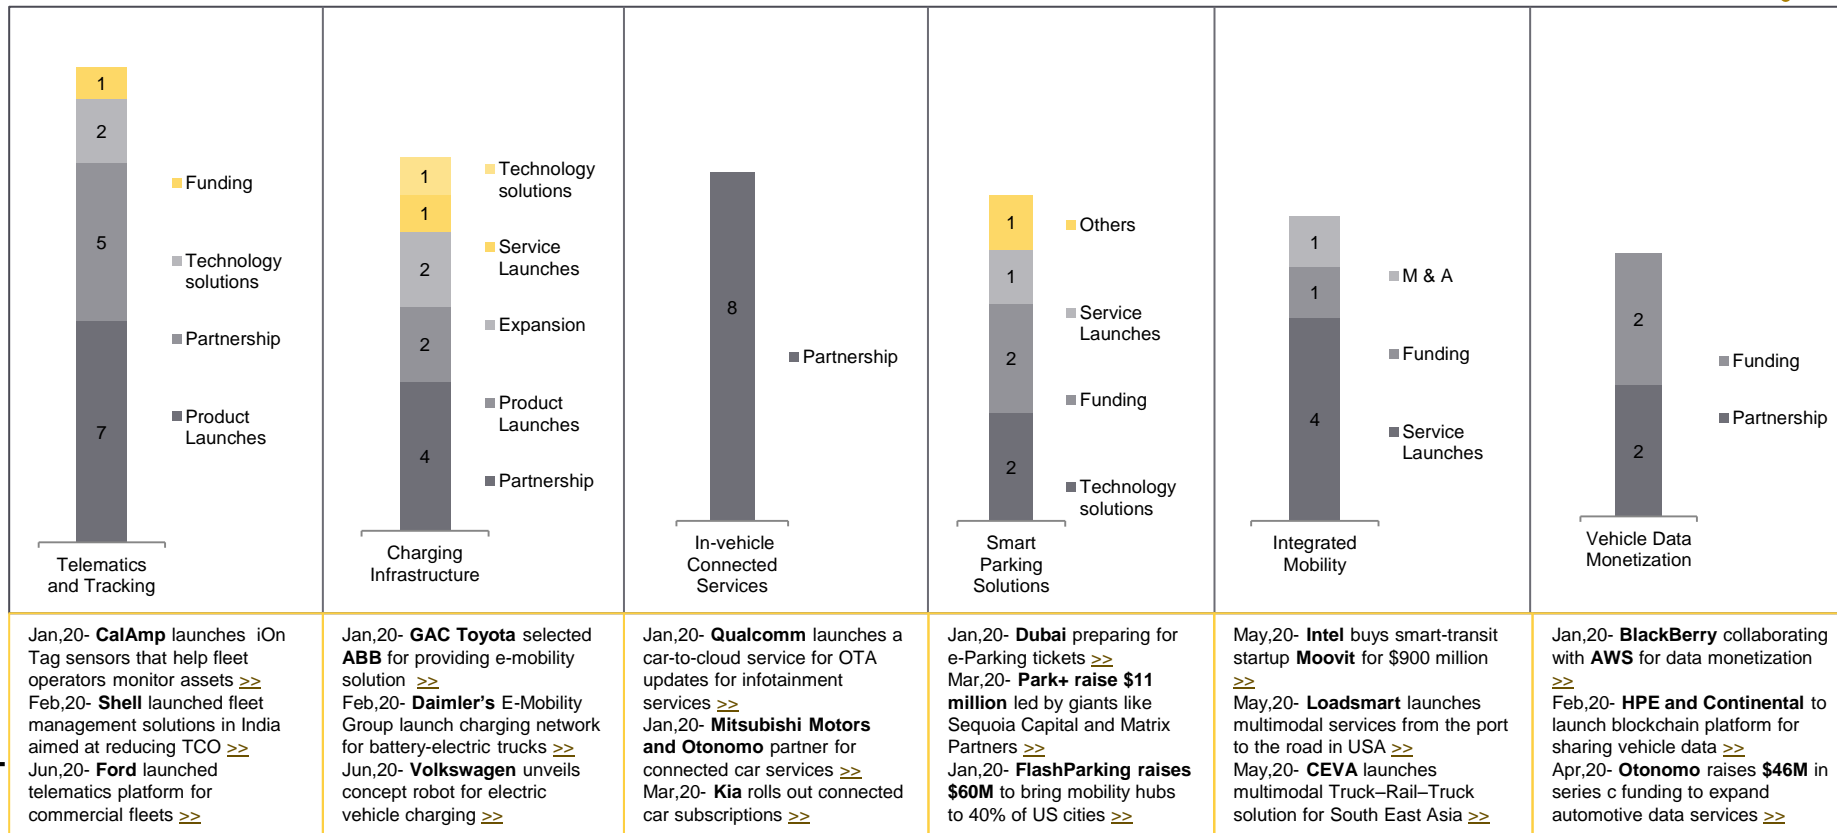 1
2
5
7
Funding
Technology
solutions
Partnership
Product
Launches
Telematics
and Tracking
1
1
2
2
4
Technology
solutions
Service
Launches
Expansion
Product
Launches
Partnership
Charging
Infrastructure
8
Partnership
In-vehicle
Connected
Services
1
1
2
2
Others
Service
Launches
Funding
Technology
solutions
Smart
Parking
Solutions
1
1
4
M & A
Funding
Service
Launches
Integrated
Mobility
2
2
Funding
Partnership
Vehicle Data
Monetization
Jan,20- CalAmp launches iOn
Tag sensors that help fleet
operators monitor assets >>
Feb,20- Shell launched fleet
management solutions in India
aimed at reducing TCO >>
Jun,20- Ford launched
telematics platform for
commercial fleets >>
Jan,20- GAC Toyota selected
ABB for providing e-mobility
solution >>
Feb,20- Daimler's E-Mobility
Group launch charging network
for battery-electric trucks >>
Jun,20- Volkswagen unveils
concept robot for electric
vehicle charging >>
Jan,20- Qualcomm launches a
car-to-cloud service for OTA
updates for infotainment
services >>
Jan,20- Mitsubishi Motors
and Otonomo partner for
connected car services >>
Mar,20- Kia rolls out connected
car subscriptions >>
Jan,20- Dubai preparing for
e-Parking tickets >>
Mar,20- Park+ raise $11
million led by giants like
Sequoia Capital and Matrix
Partners >>
Jan,20- FlashParking raises
$60M to bring mobility hubs
to 40% of US cities >>
May,20- Intel buys smart-transit
startup Moovit for $900 million
>>
May,20- Loadsmart launches
multimodal services from the port
to the road in USA >>
May,20- CEVA launches
multimodal Truck–Rail–Truck
solution for South East Asia >>
Jan,20- BlackBerry collaborating
with AWS for data monetization
>>
Feb,20- HPE and Continental to
launch blockchain platform for
sharing vehicle data >>
Apr,20- Otonomo raises $46M in
series c funding to expand
automotive data services >>